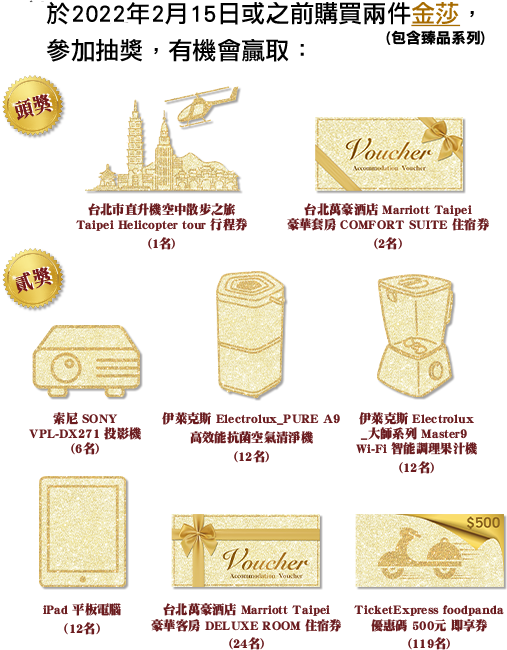 於2022年2月15日或之前購買兩件金莎，
(包含臻品系列)
參加抽獎，有機會贏取：
頭獎
Voucher
Accommodation Voucher
台北市直升機空中散步之旅
Taipei Helicopter tour 行程券
(1名)
台北萬豪酒店 Marriott Taipei
豪華套房 COMFORT SUITE 住宿券
(2名)
貳獎
索尼 SONY
VPL-DX271 投影機
(6名)
伊萊克斯 Electrolux_PURE A9
高效能抗菌空氣清淨機
(12名)
伊萊克斯 Electrolux
_大師系列 Master9
Wi-Fi 智能調理果汁機
(12名)
Voucher
Accommodation Voucher
$500
iPad 平板電腦
(12名)
台北萬豪酒店 Marriott Taipei
豪華客房 DELUXE ROOM 住宿券
(24名)
TicketExpress foodpanda
優惠碼 500元 即享券
(119名)